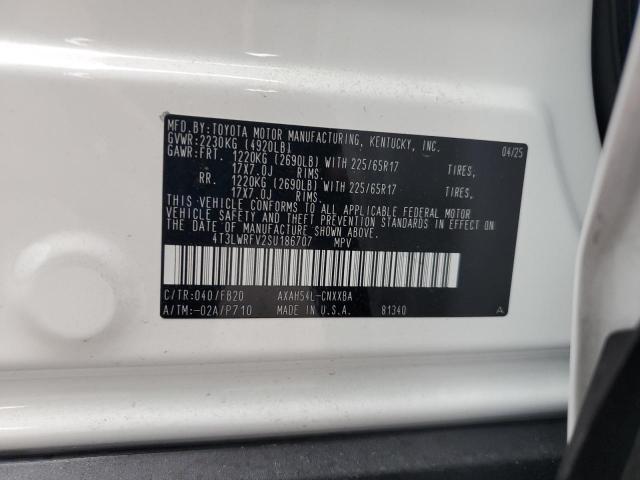 MFD.BY:TOYOTA MOTOR MANUFACTURING, KENTUCKY, INC.
GVWR:2230KG (4920LB) 04/25
GAWR:FRT. 1220KG (2690LB) WITH 225/65R17 TIRES,
17X7.0J RIMS.
RR. 1220KG (2690LB) WITH 225/65R17 TIRES,
17X7.0J RIMS.
THIS VEHICLE CONFORMS TO ALL APPLICABLE FEDERAL MOTOR
VEHICLE SAFETY AND THEFT PREVENTION STANDARDS IN EFFECT ON
THE DATE OF MANUFACTURE SHOWN ABOVE.
4T3LWRFV2SU186707 MPV
C/TR:040/FB20 AXAH54L-CNXXBA
A/TM:-02A/P710 MADE IN U.S.A. 81340 A